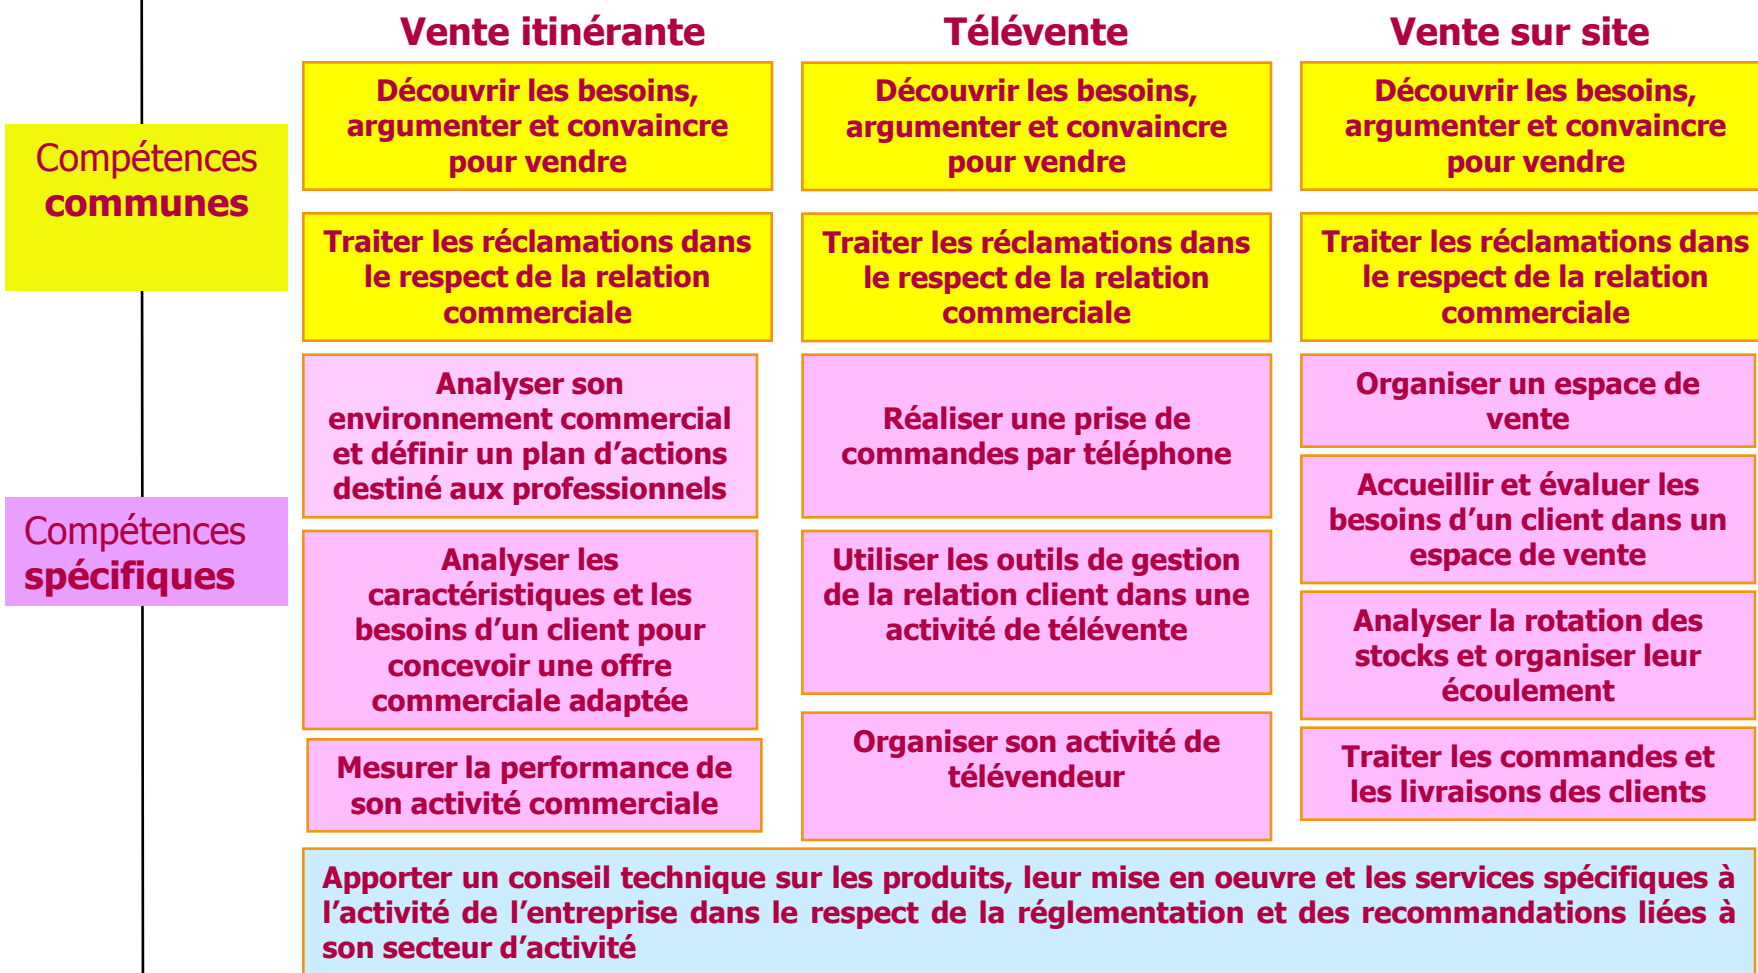 Vente itinérante
Télévente
Vente sur site
Compétences
communes
Découvrir les besoins,
argumenter et convaincre
pour vendre
Découvrir les besoins,
argumenter et convaincre
pour vendre
Découvrir les besoins,
argumenter et convaincre
pour vendre
Traiter les réclamations dans
le respect de la relation
commerciale
Traiter les réclamations dans
le respect de la relation
commerciale
Traiter les réclamations dans
le respect de la relation
commerciale
Compétences
spécifiques
Analyser son
environnement commercial
et définir un plan d’actions
destiné aux professionnels
Analyser les
caractéristiques et les
besoins d’un client pour
concevoir une offre
commerciale adaptée
Mesurer la performance de
son activité commerciale
Réaliser une prise de
commandes par téléphone
Utiliser les outils de gestion
de la relation client dans une
activité de télévente
Organiser son activité de
télévendeur
Organiser un espace de
vente
Accueillir et évaluer les
besoins d’un client dans un
espace de vente
Analyser la rotation des
stocks et organiser leur
écoulement
Traiter les commandes et
les livraisons des clients
Apporter un conseil technique sur les produits, leur mise en oeuvre et les services spécifiques à
l’activité de l’entreprise dans le respect de la réglementation et des recommandations liées à
son secteur d’activité